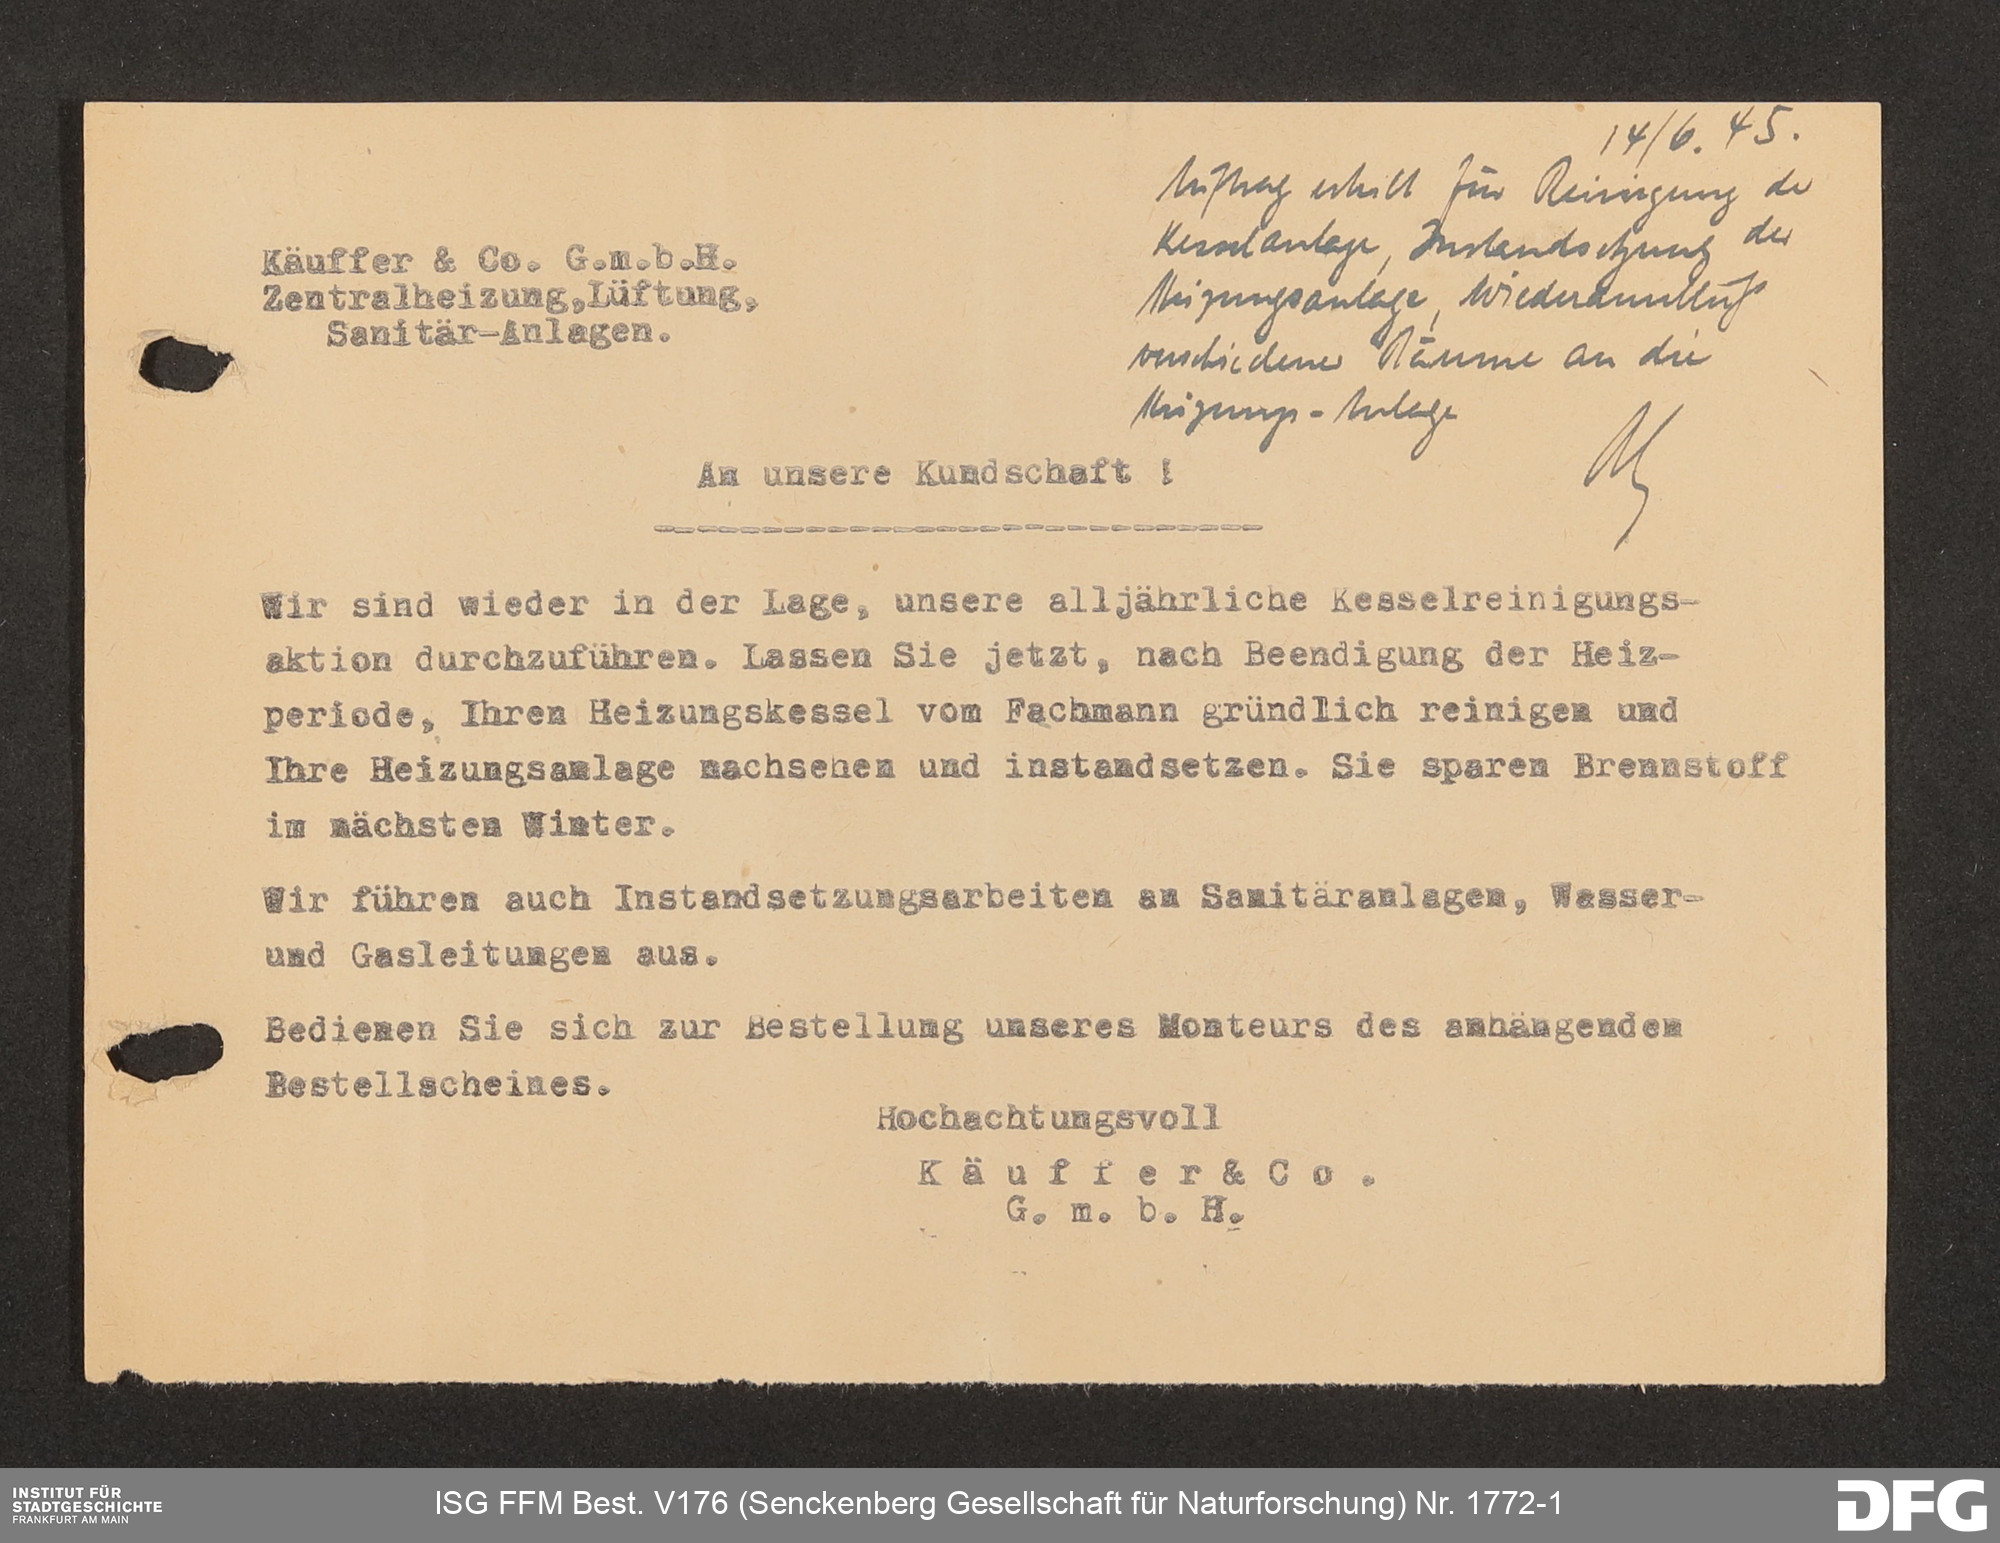 14/6. 45.
Auftrag erteilt für Reinigung der
Kesselanlage, Instandsetzung der
Heizungsanlage, Wiederanschluß
verschiedener Räume an die
Heizungs-Anlage
Käuffer & Co. G.m.b.H.
Zentralheizung,Lüftung,
Sanitär-Anlagen.
An unsere Kundschaft !
Wir sind wieder in der Lage, unsere alljährliche Kesselreinigungs-
aktion durchzuführen. Lassen Sie jetzt, nach Beendigung der Heiz-
periode, Ihren Heizungskessel vom Fachmann gründlich reinigen und
Ihre Heizungsanlage nachsehen und instandsetzen. Sie sparen Brennstoff
im nächsten Winter.
Wir führen auch Instandsetzungsarbeiten an Sanitäranlagen, Wasser-
und Gasleitungen aus.
Bedienen Sie sich zur Bestellung unseres Monteurs des anhängenden
Bestellscheines.
Hochachtungsvoll
K ä u f f e r & C o .
G. m. b. H.
INSTITUT FÜR
STADTGESCHICHTE
FRANKFURT AM MAIN
ISG FFM Best. V176 (Senckenberg Gesellschaft für Naturforschung) Nr. 1772-1
DFG